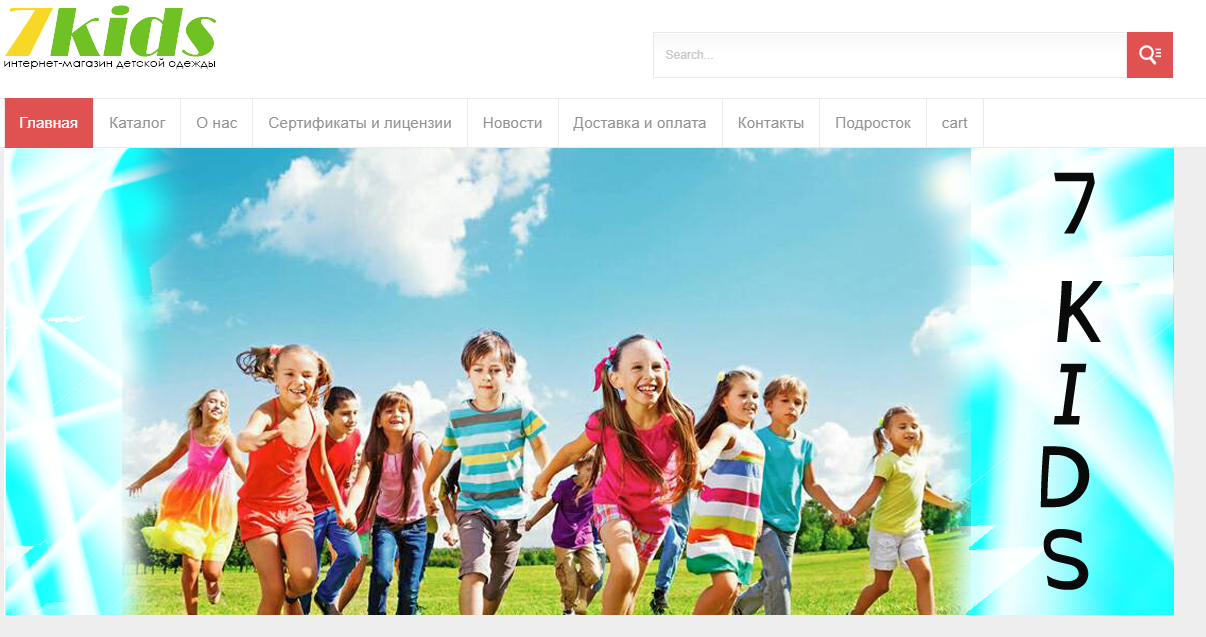 7kids
интернет-магазин детской одежды
Search...
Главная Каталог О нас Сертификаты и лицензии Новости Доставка и оплата Контакты Подросток cart
7
K
I
D
S